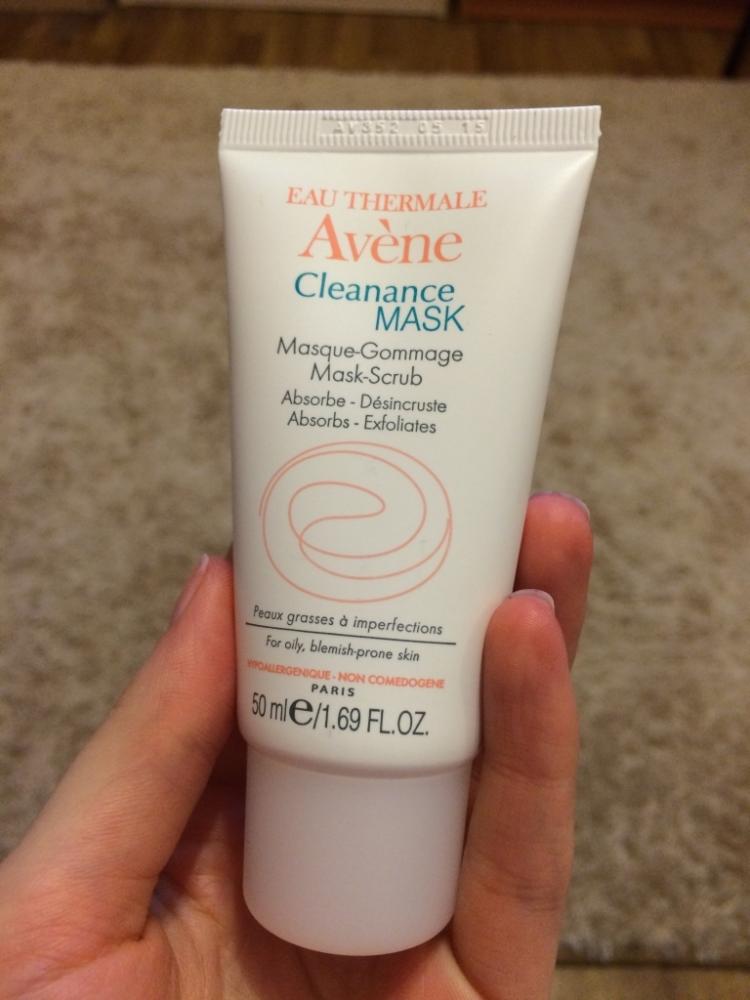 AV352 05 15
EAU THERMALE
Avène
Cleanance
MASK
Masque-Gommage
Mask-Scrub
Absorbe - Désincruste
Absorbs - Exfoliates
Peaux grasses à imperfections
For oily, blemish-prone skin
HYPOALLERGENIQUE - NON COMEDOGENE
PARIS
50 ml℮/1.69 FL.OZ.